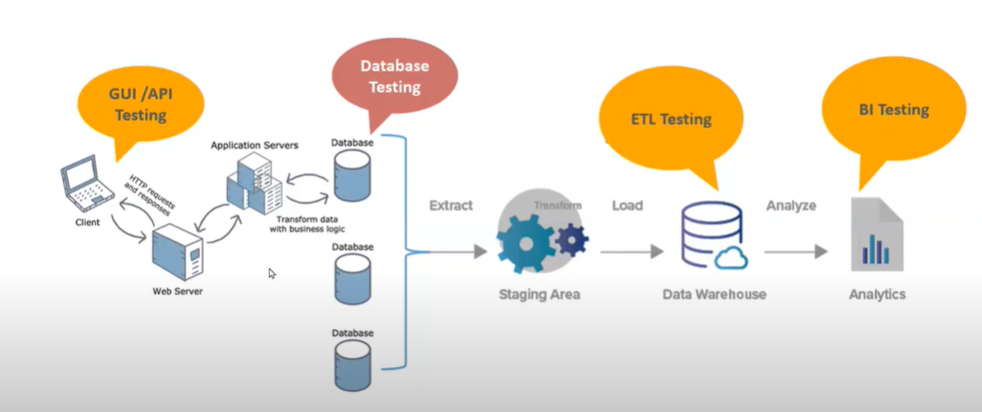 GUI /API
Testing
Database
Testing
ETL Testing
BI Testing
Application Servers
Database
HTTP requests
and responses
Client
Transform data
with business logic
Web Server
Database
Database
Extract
Transform
Load
Analyze
Staging Area
Data Warehouse
Analytics